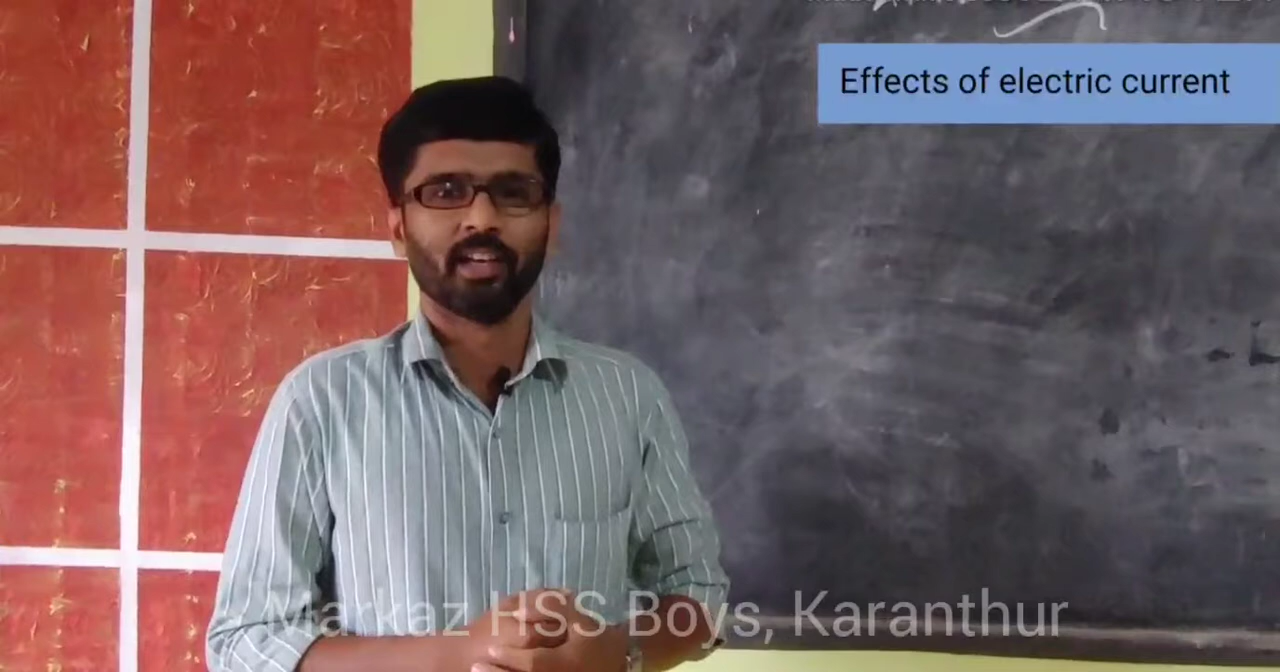 Effects of electric current
Markaz HSS Boys, Karanthur